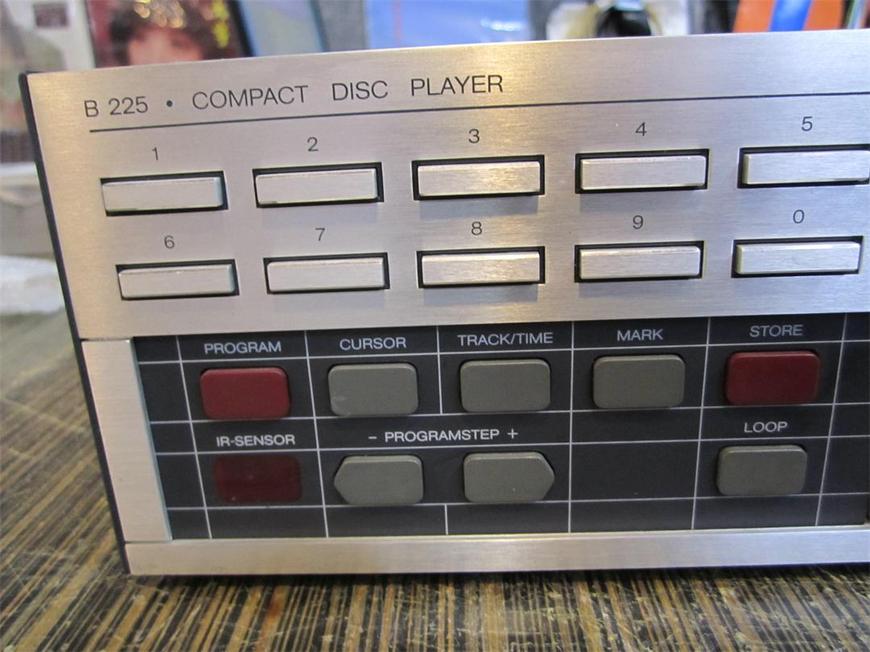 B 225 • COMPACT DISC PLAYER
1 2 3 4 5
6 7 8 9 0
PROGRAM CURSOR TRACK/TIME MARK STORE
IR-SENSOR - PROGRAMSTEP + LOOP